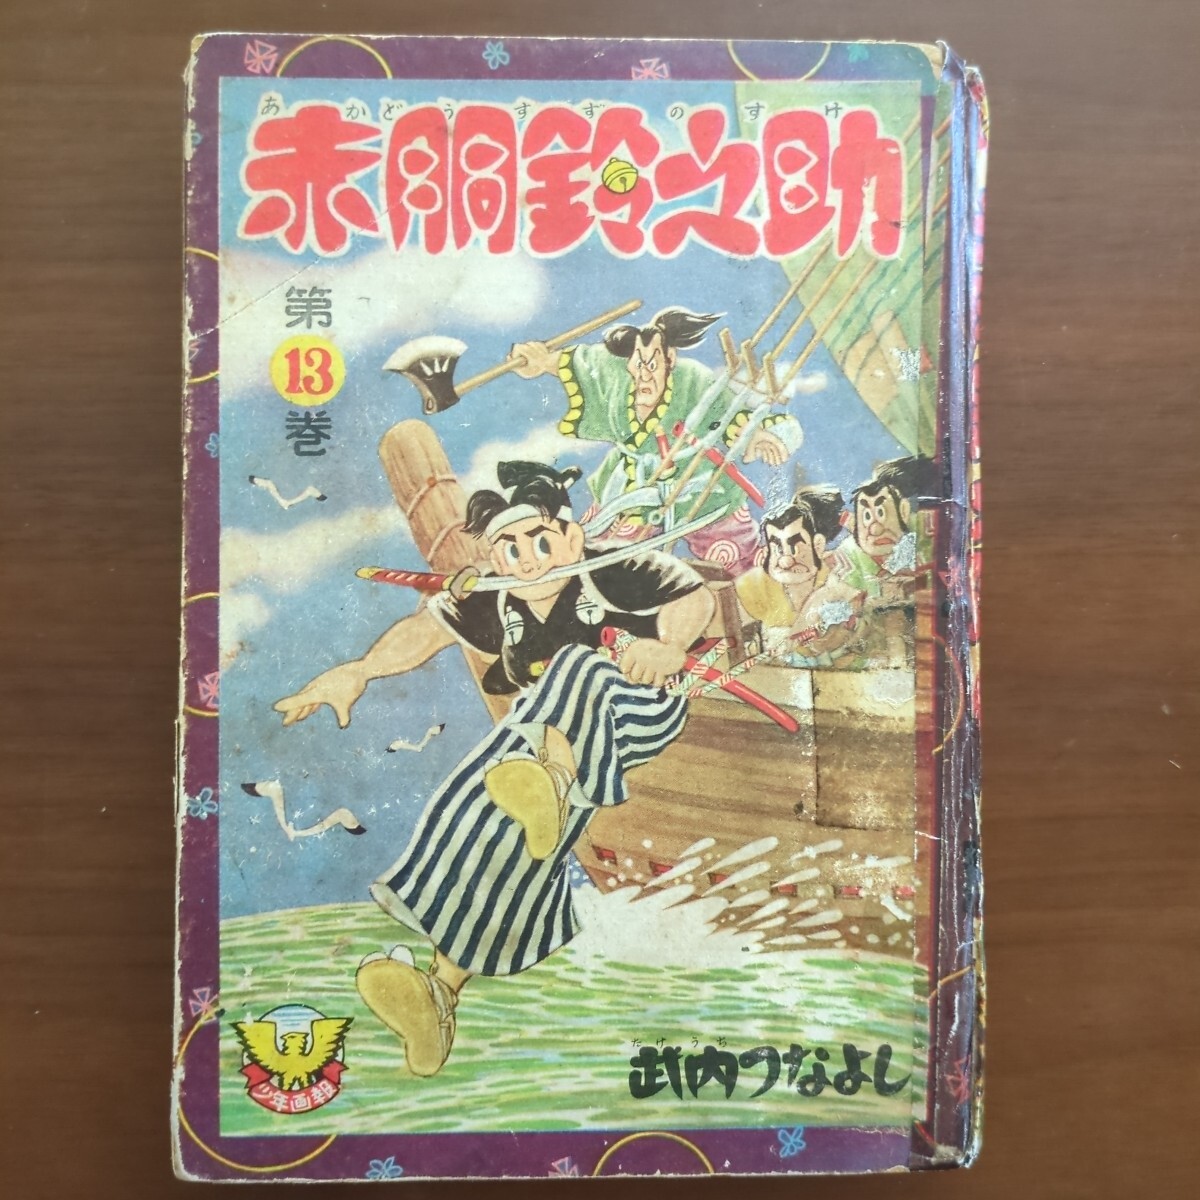 あかどうすずのすけ
赤胴鈴之助
第
13
巻
少年画報
たけうち
武内つなよし